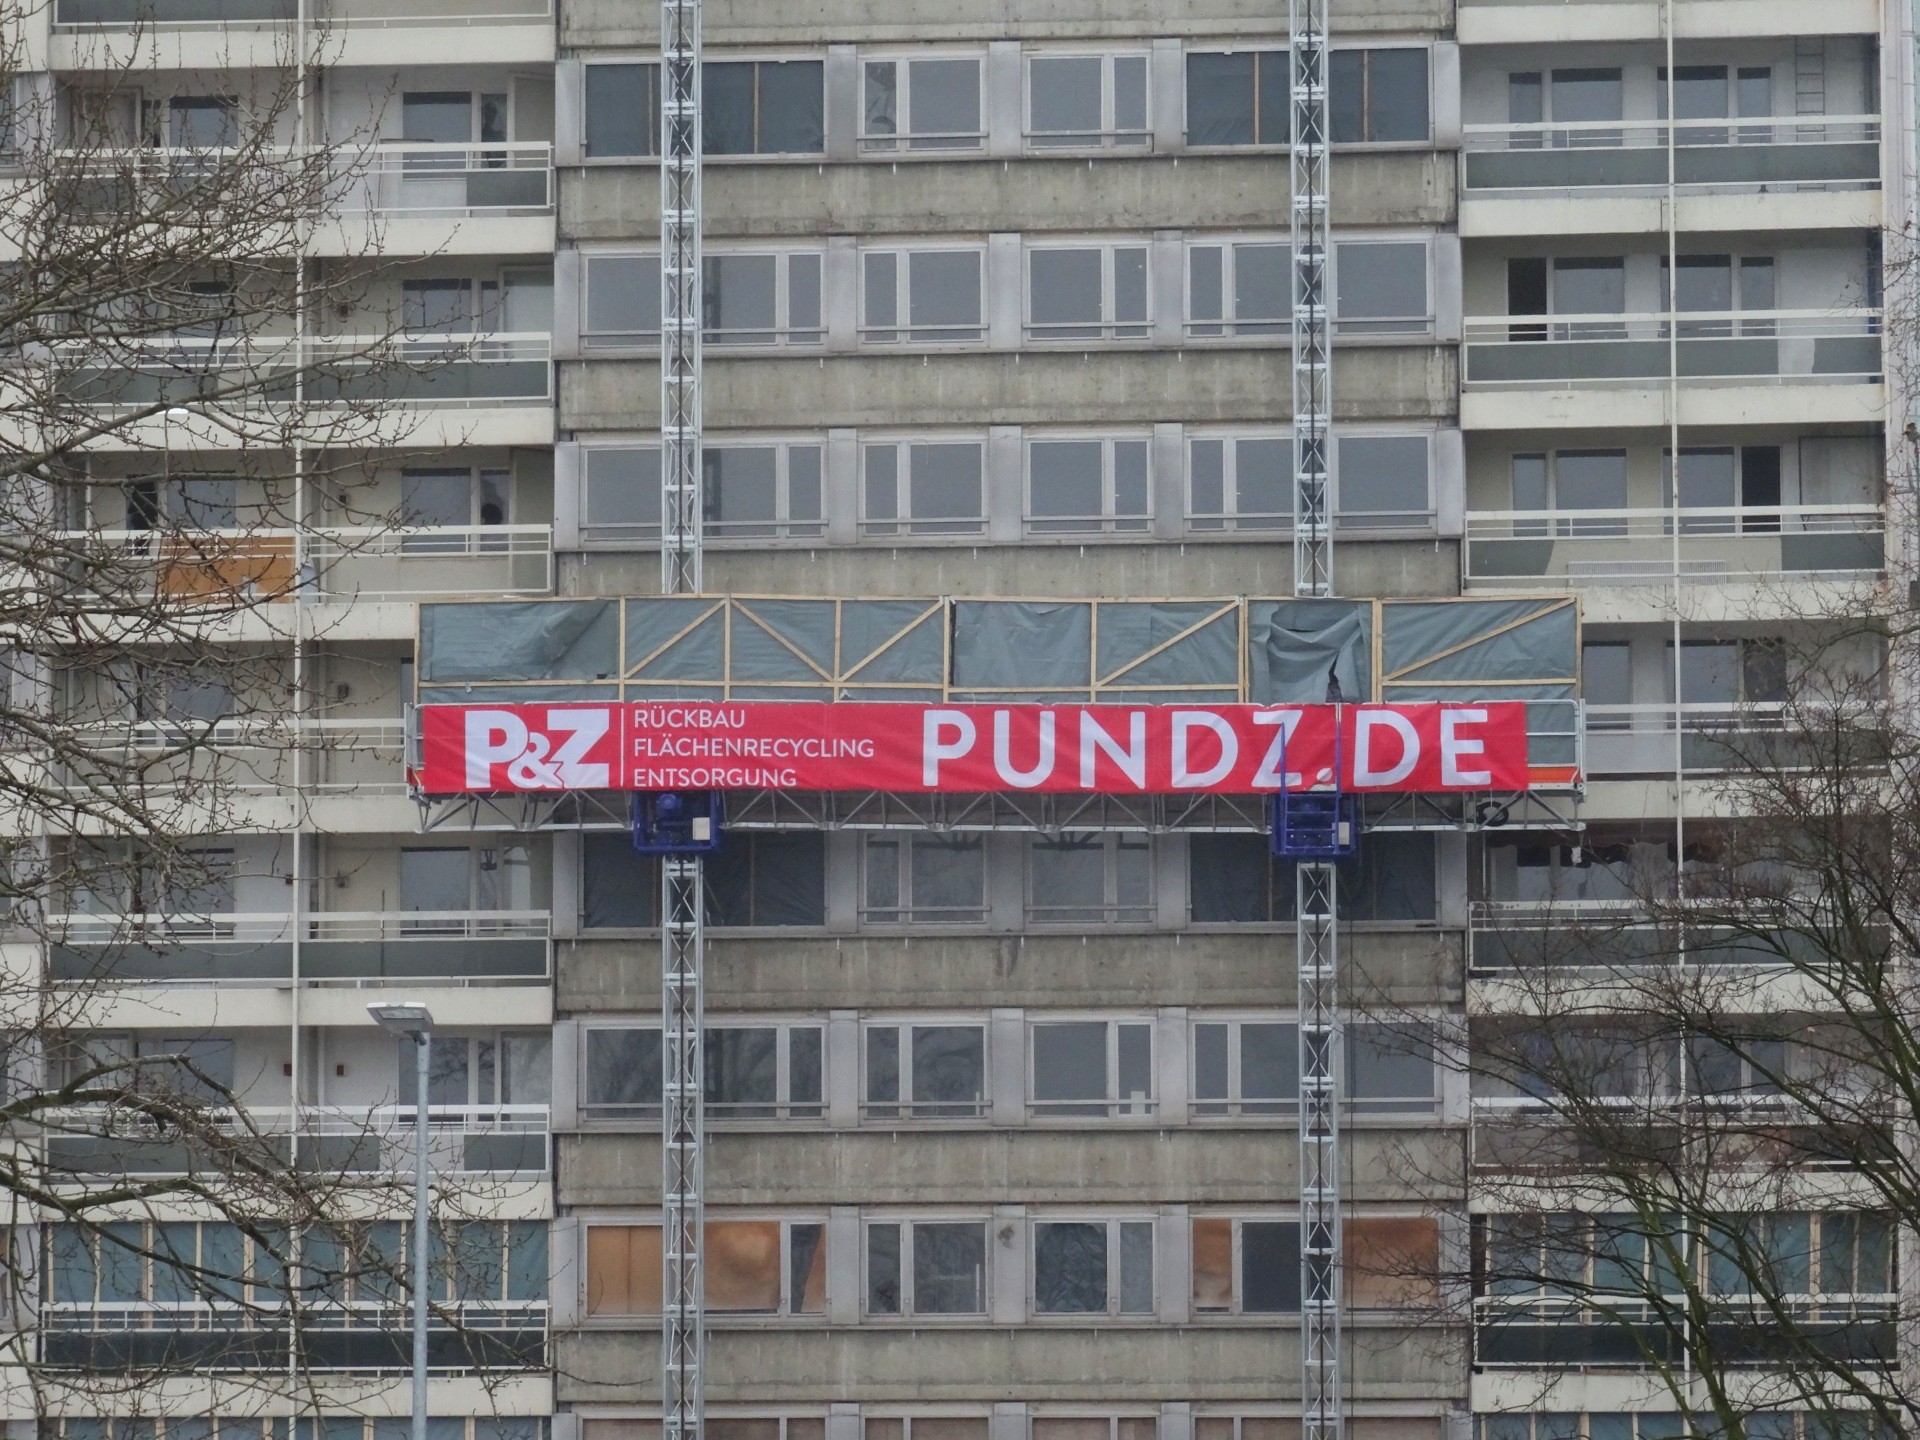 P&Z
RÜCKBAU
FLÄCHENRECYCLING
ENTSORGUNG
PUNDZ.DE